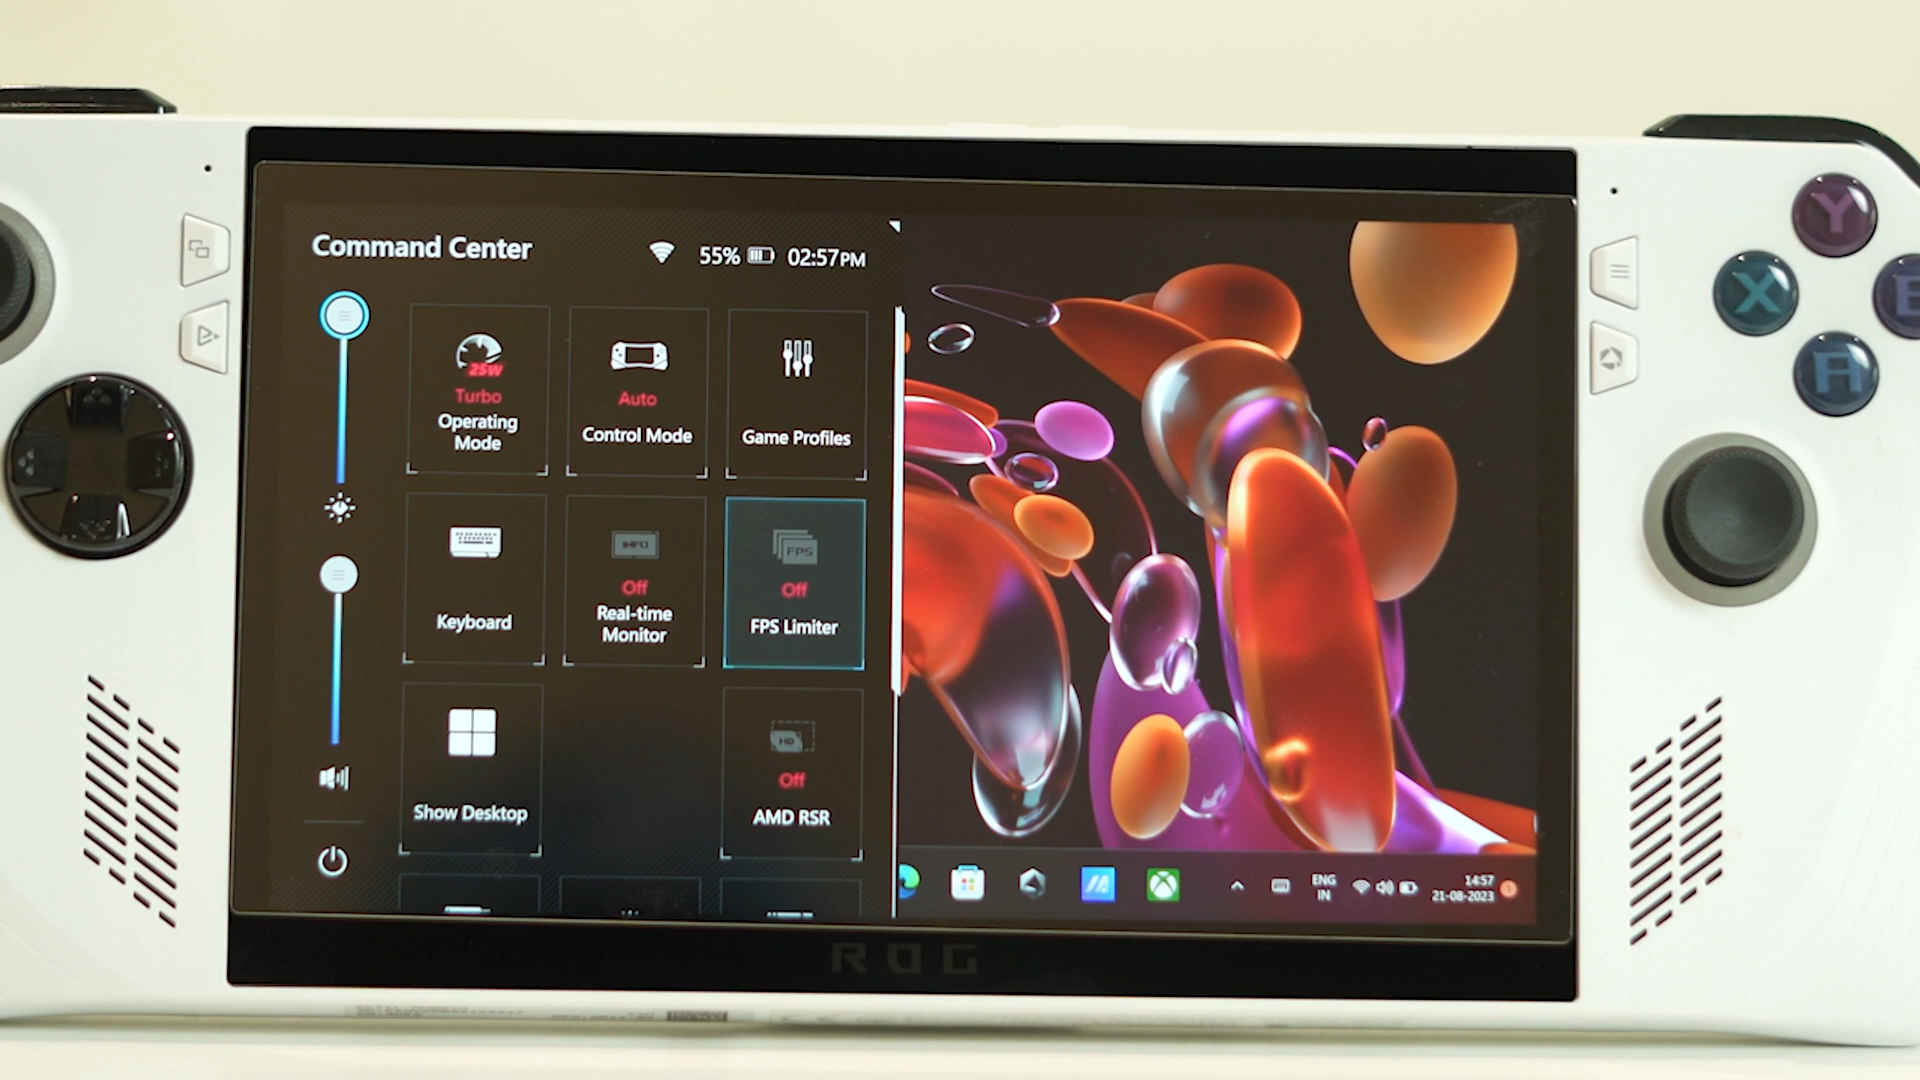 Command Center
55%
02:57PM
25W
Turbo
Operating
Mode
Auto
Control Mode
Game Profiles
Keyboard
INFO
Off
Real-time
Monitor
FPS
Off
FPS Limiter
Show Desktop
HD
Off
AMD RSR
ENG
IN
14:57
21-08-2023
ROG
Y
X
B
A